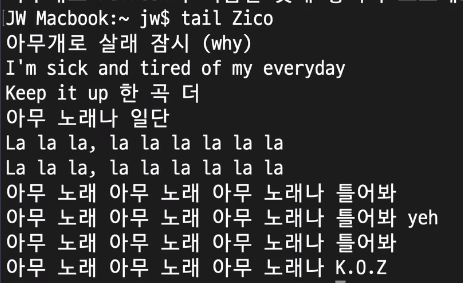 JW Macbook:~ jw$ tail Zico
아무개로 살래 잠시 (why)
I'm sick and tired of my everyday
Keep it up 한 곡 더
아무 노래나 일단
La la la, la la la la la la
La la la, la la la la la la
아무 노래 아무 노래 아무 노래나 틀어봐
아무 노래 아무 노래 아무 노래나 틀어봐 yeh
아무 노래 아무 노래 아무 노래나 틀어봐
아무 노래 아무 노래 아무 노래나 K.O.Z